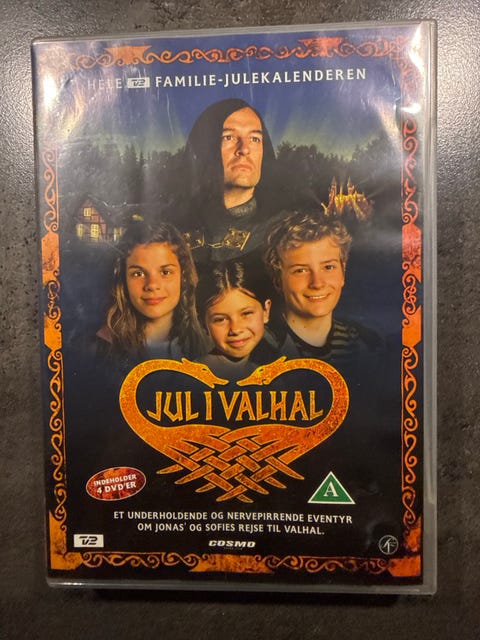 HELE TV2 FAMILIE-JULEKALENDEREN
JUL I VALHAL
INDEHOLDER
4 DVD'ER
A
ET UNDERHOLDENDE OG NERVEPIRRENDE EVENTYR
OM JONAS' OG SOFIES REJSE TIL VALHAL.
TV2
COSMO
SF